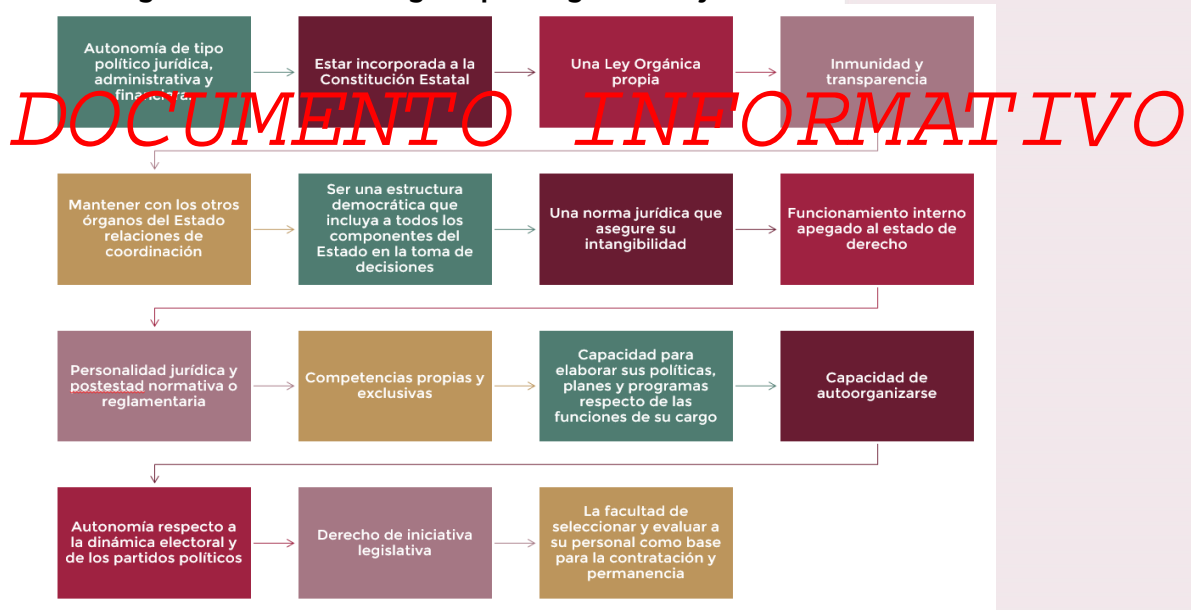 Autonomía de tipo
político jurídica,
administrativa y
financiera.
Estar incorporada a la
Constitución Estatal
Una Ley Orgánica
propia
Inmunidad y
transparencia
DOCUMENTO INFORMATIVO
Mantener con los otros
órganos del Estado
relaciones de
coordinación
Ser una estructura
democrática que
incluya a todos los
componentes del
Estado en la toma de
decisiones
Una norma jurídica que
asegure su
intangibilidad
Funcionamiento interno
apegado al estado de
derecho
Personalidad jurídica y
postestad normativa o
reglamentaria
Competencias propias y
exclusivas
Capacidad para
elaborar sus políticas,
planes y programas
respecto de las
funciones de su cargo
Capacidad de
autoorganizarse
Autonomía respecto a
la dinámica electoral y
de los partidos políticos
Derecho de iniciativa
legislativa
La facultad de
seleccionar y evaluar a
su personal como base
para la contratación y
permanencia